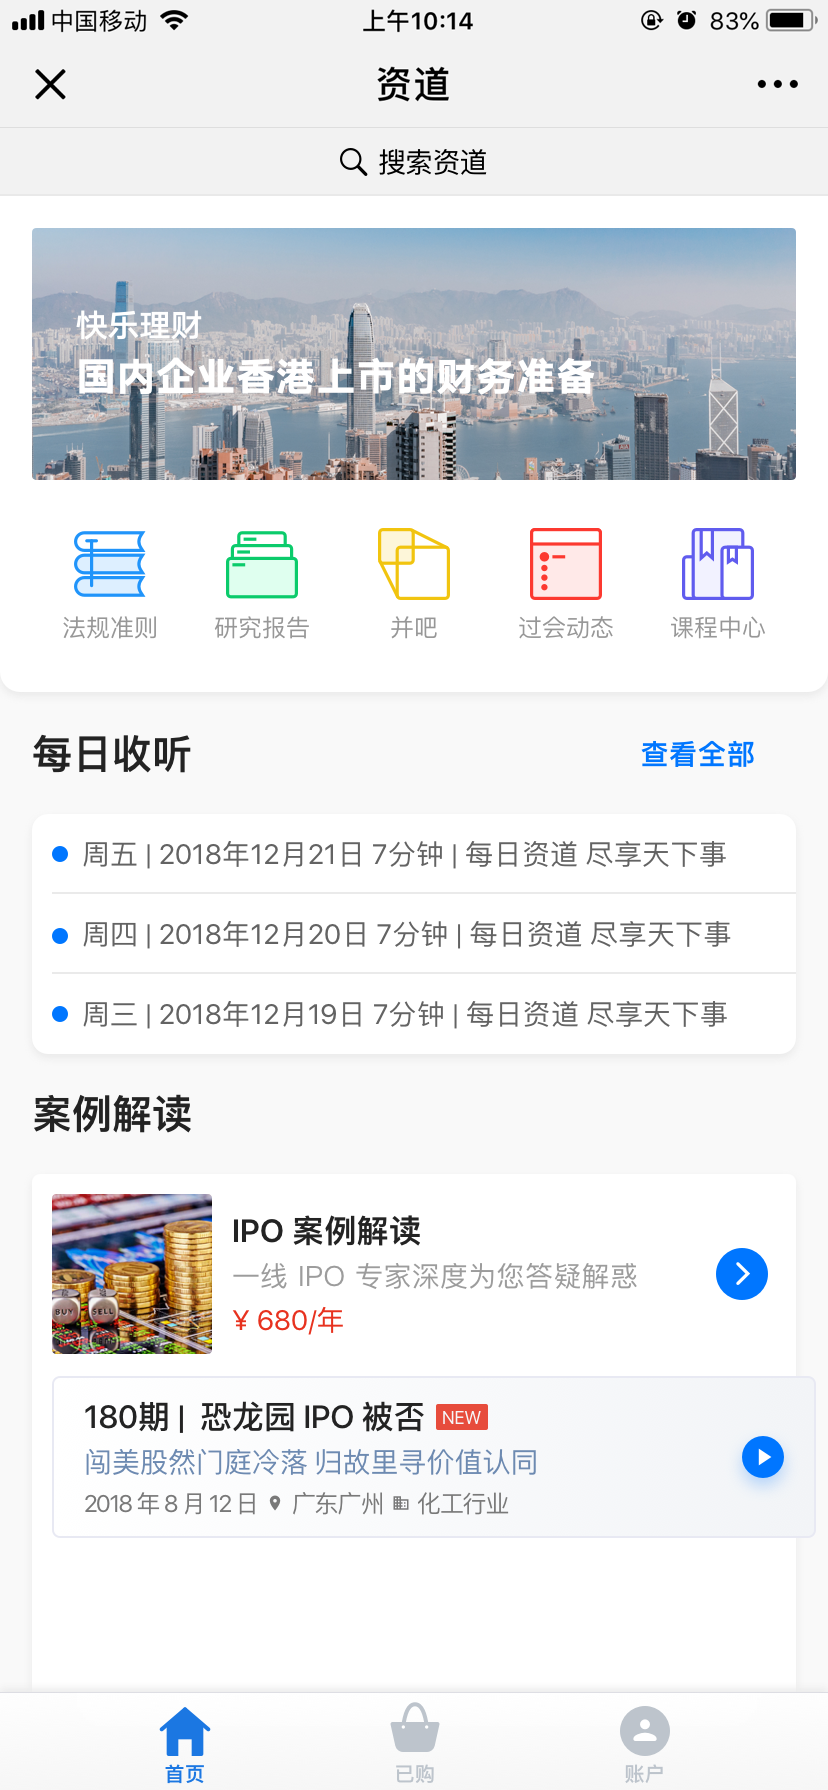 中国移动 上午10:14 83%
资道
搜索资道
快乐理财
国内企业香港上市的财务准备
法规准则 研究报告 并吧 过会动态 课程中心
每日收听 查看全部
周五 | 2018年12月21日 7分钟 | 每日资道 尽享天下事
周四 | 2018年12月20日 7分钟 | 每日资道 尽享天下事
周三 | 2018年12月19日 7分钟 | 每日资道 尽享天下事
案例解读
IPO 案例解读
一线 IPO 专家深度为您答疑解惑
¥ 680/年
BUY SELL
180期 | 恐龙园 IPO 被否 NEW
闯美股然门庭冷落 归故里寻价值认同
2018 年 8 月 12 日 广东广州 化工行业
首页 已购 账户